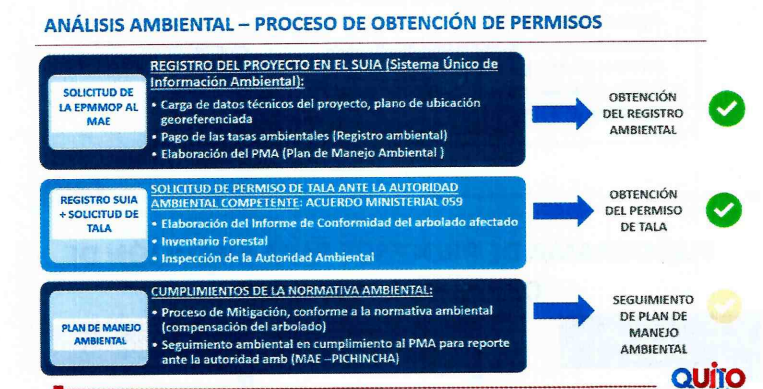 ANÁLISIS AMBIENTAL – PROCESO DE OBTENCIÓN DE PERMISOS
SOLICITUD DE
LA EPMMOP AL
MAE
REGISTRO DEL PROYECTO EN EL SUIA (Sistema Único de
Información Ambiental):
• Carga de datos técnicos del proyecto, plano de ubicación
georeferenciada
• Pago de las tasas ambientales (Registro ambiental)
• Elaboración del PMA (Plan de Manejo Ambiental )
OBTENCIÓN
DEL REGISTRO
AMBIENTAL
REGISTRO SUIA
+ SOLICITUD DE
TALA
SOLICITUD DE PERMISO DE TALA ANTE LA AUTORIDAD
AMBIENTAL COMPETENTE: ACUERDO MINISTERIAL 059
• Elaboración del Informe de Conformidad del arbolado afectado
• Inventario Forestal
• Inspección de la Autoridad Ambiental
OBTENCIÓN
DEL PERMISO
DE TALA
PLAN DE MANEJO
AMBIENTAL
CUMPLIMIENTOS DE LA NORMATIVA AMBIENTAL:
• Proceso de Mitigación, conforme a la normativa ambiental
(compensación del arbolado)
• Seguimiento ambiental en cumplimiento al PMA para reporte
ante la autoridad amb (MAE –PICHINCHA)
SEGUIMIENTO
DE PLAN DE
MANEJO
AMBIENTAL
QUITO